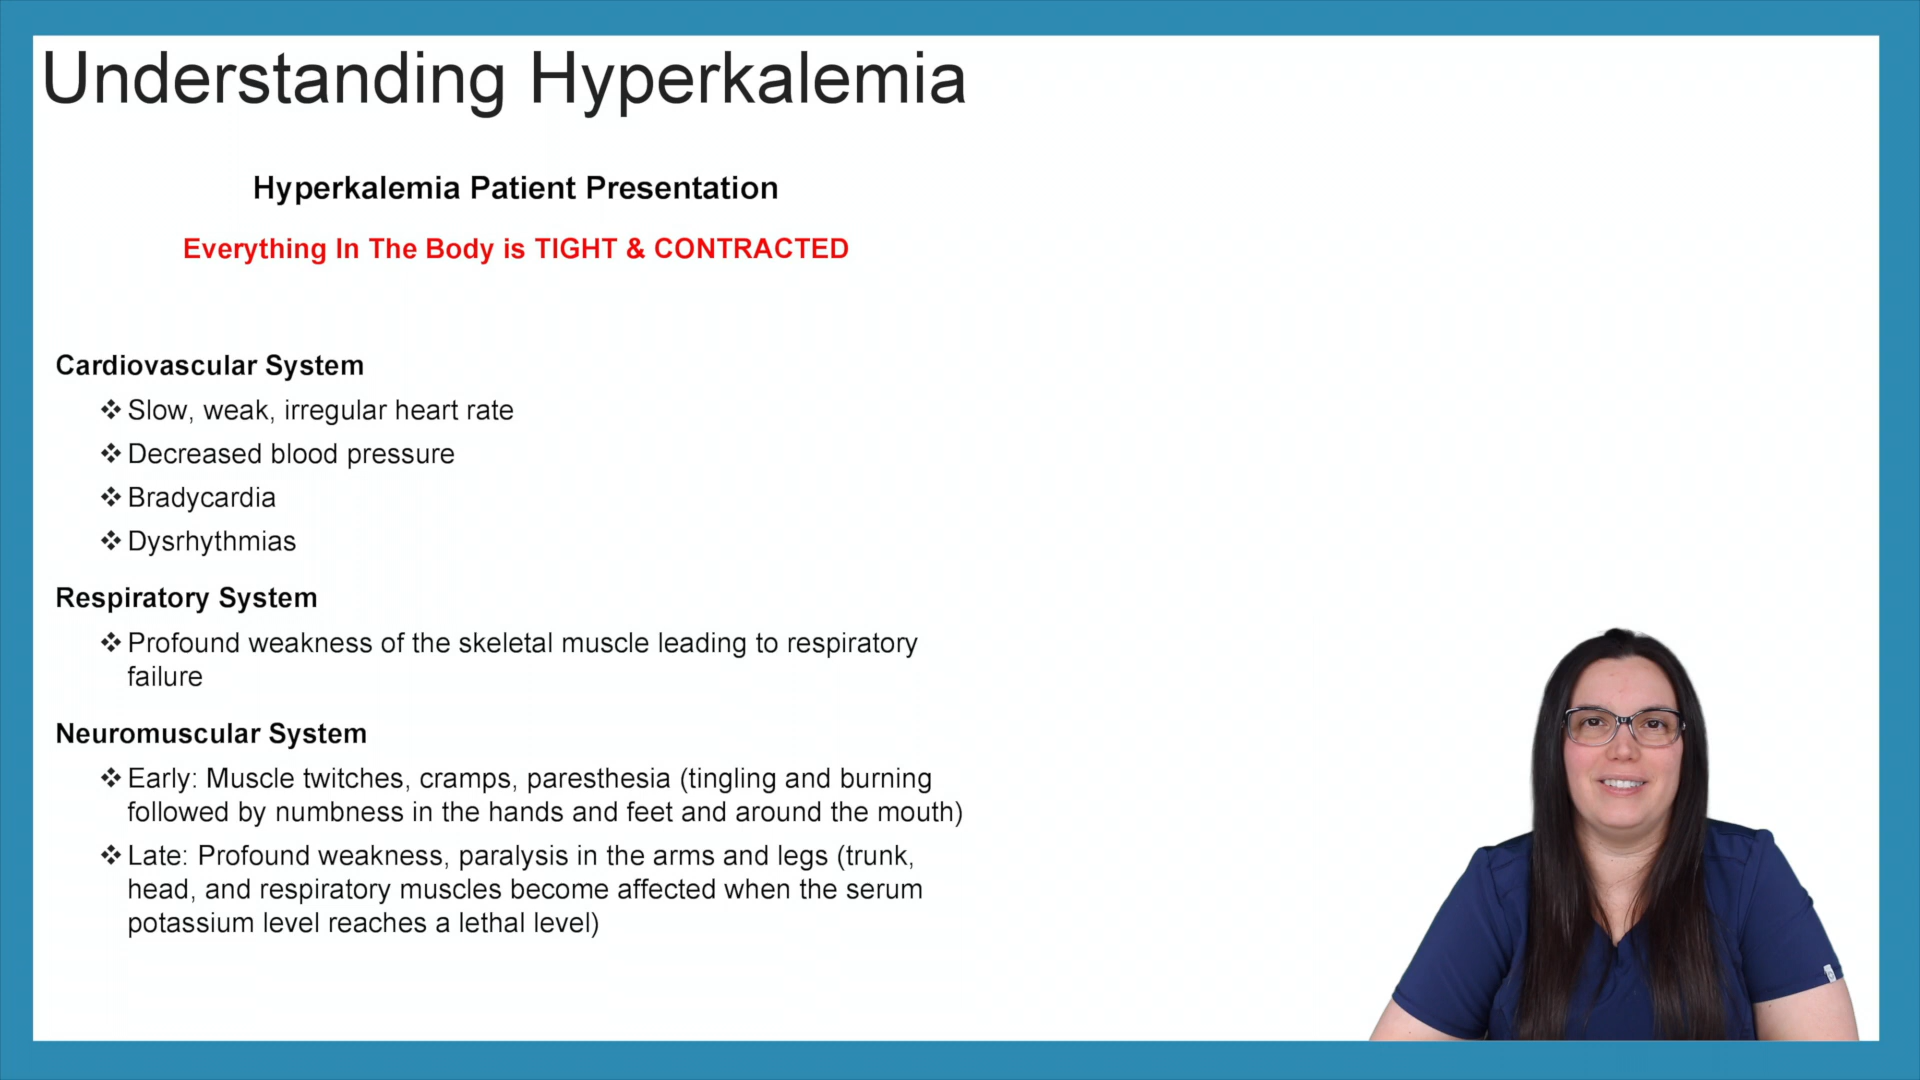 Understanding Hyperkalemia
Hyperkalemia Patient Presentation
Everything In The Body is TIGHT & CONTRACTED
Cardiovascular System
❖ Slow, weak, irregular heart rate
❖ Decreased blood pressure
❖ Bradycardia
❖ Dysrhythmias
Respiratory System
❖ Profound weakness of the skeletal muscle leading to respiratory
failure
Neuromuscular System
❖ Early: Muscle twitches, cramps, paresthesia (tingling and burning
followed by numbness in the hands and feet and around the mouth)
❖ Late: Profound weakness, paralysis in the arms and legs (trunk,
head, and respiratory muscles become affected when the serum
potassium level reaches a lethal level)